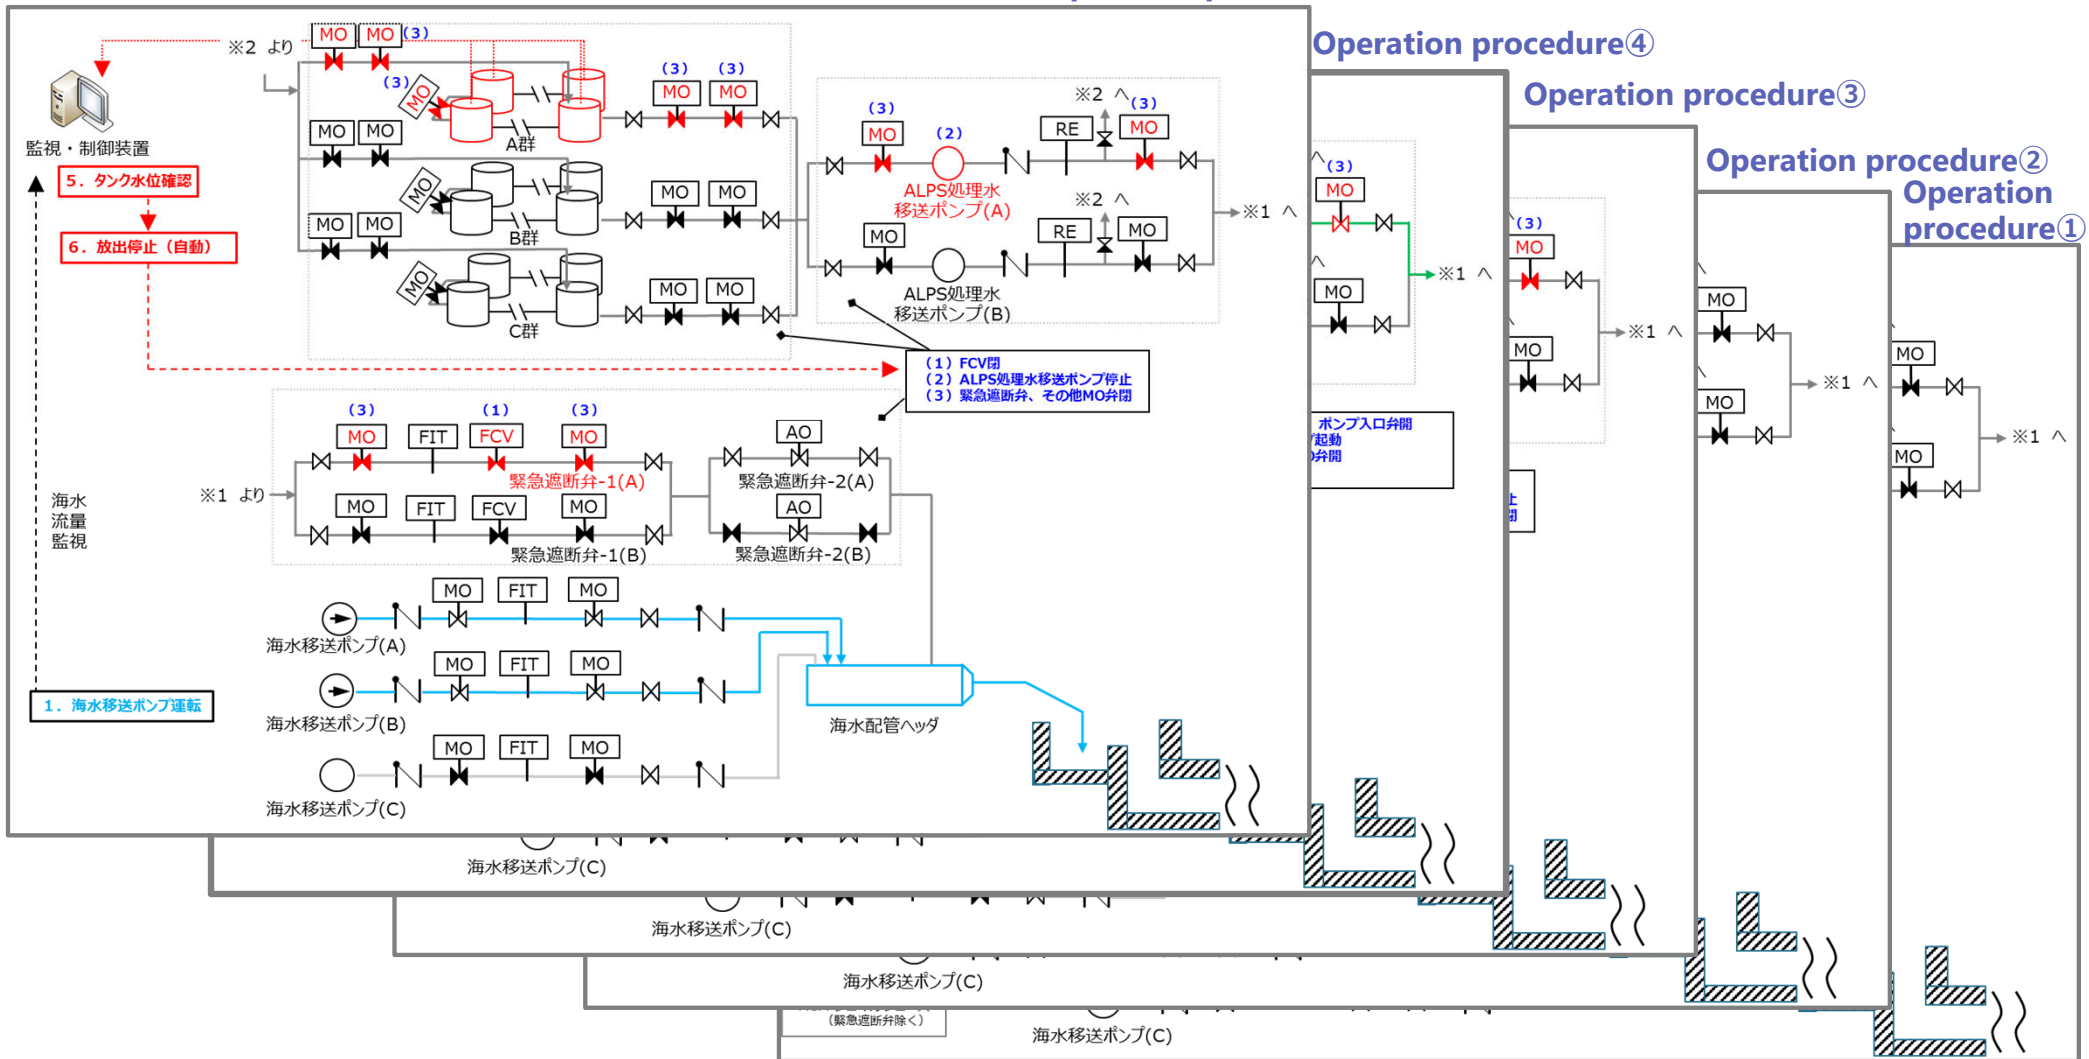 Operation procedure④
Operation procedure③
Operation procedure②
Operation
procedure①
※2 より
MO
MO
(3)
監視・制御装置
5. タンク水位確認
6. 放出停止（自動）
(3)
MO
A群
(3)
(3)
MO
MO
MO
MO
MO
B群
MO
MO
MO
MO
MO
C群
MO
MO
(3)
MO
(2)
ALPS処理水
移送ポンプ(A)
RE
※2 へ
(3)
MO
MO
ALPS処理水
移送ポンプ(B)
RE
※2 へ
MO
※1 へ
(1) FCV閉
(2) ALPS処理水移送ポンプ停止
(3) 緊急遮断弁、その他MO弁閉
※1 より
(3)
MO
FIT
(1)
FCV
(3)
MO
緊急遮断弁-1(A)
MO
FIT
FCV
MO
緊急遮断弁-1(B)
AO
緊急遮断弁-2(A)
AO
緊急遮断弁-2(B)
海水
流量
監視
1. 海水移送ポンプ運転
MO
FIT
MO
海水移送ポンプ(A)
MO
FIT
MO
海水移送ポンプ(B)
MO
FIT
MO
海水移送ポンプ(C)
海水配管ヘッダ
(3)
MO
MO
※1 へ
ポンプ入口弁開
プ起動
弁開
海水移送ポンプ(C)
(3)
MO
MO
※1 へ
海水移送ポンプ(C)
MO
MO
※1 へ
海水移送ポンプ(C)
MO
MO
※1 へ
（緊急遮断弁除く）
海水移送ポンプ(C)